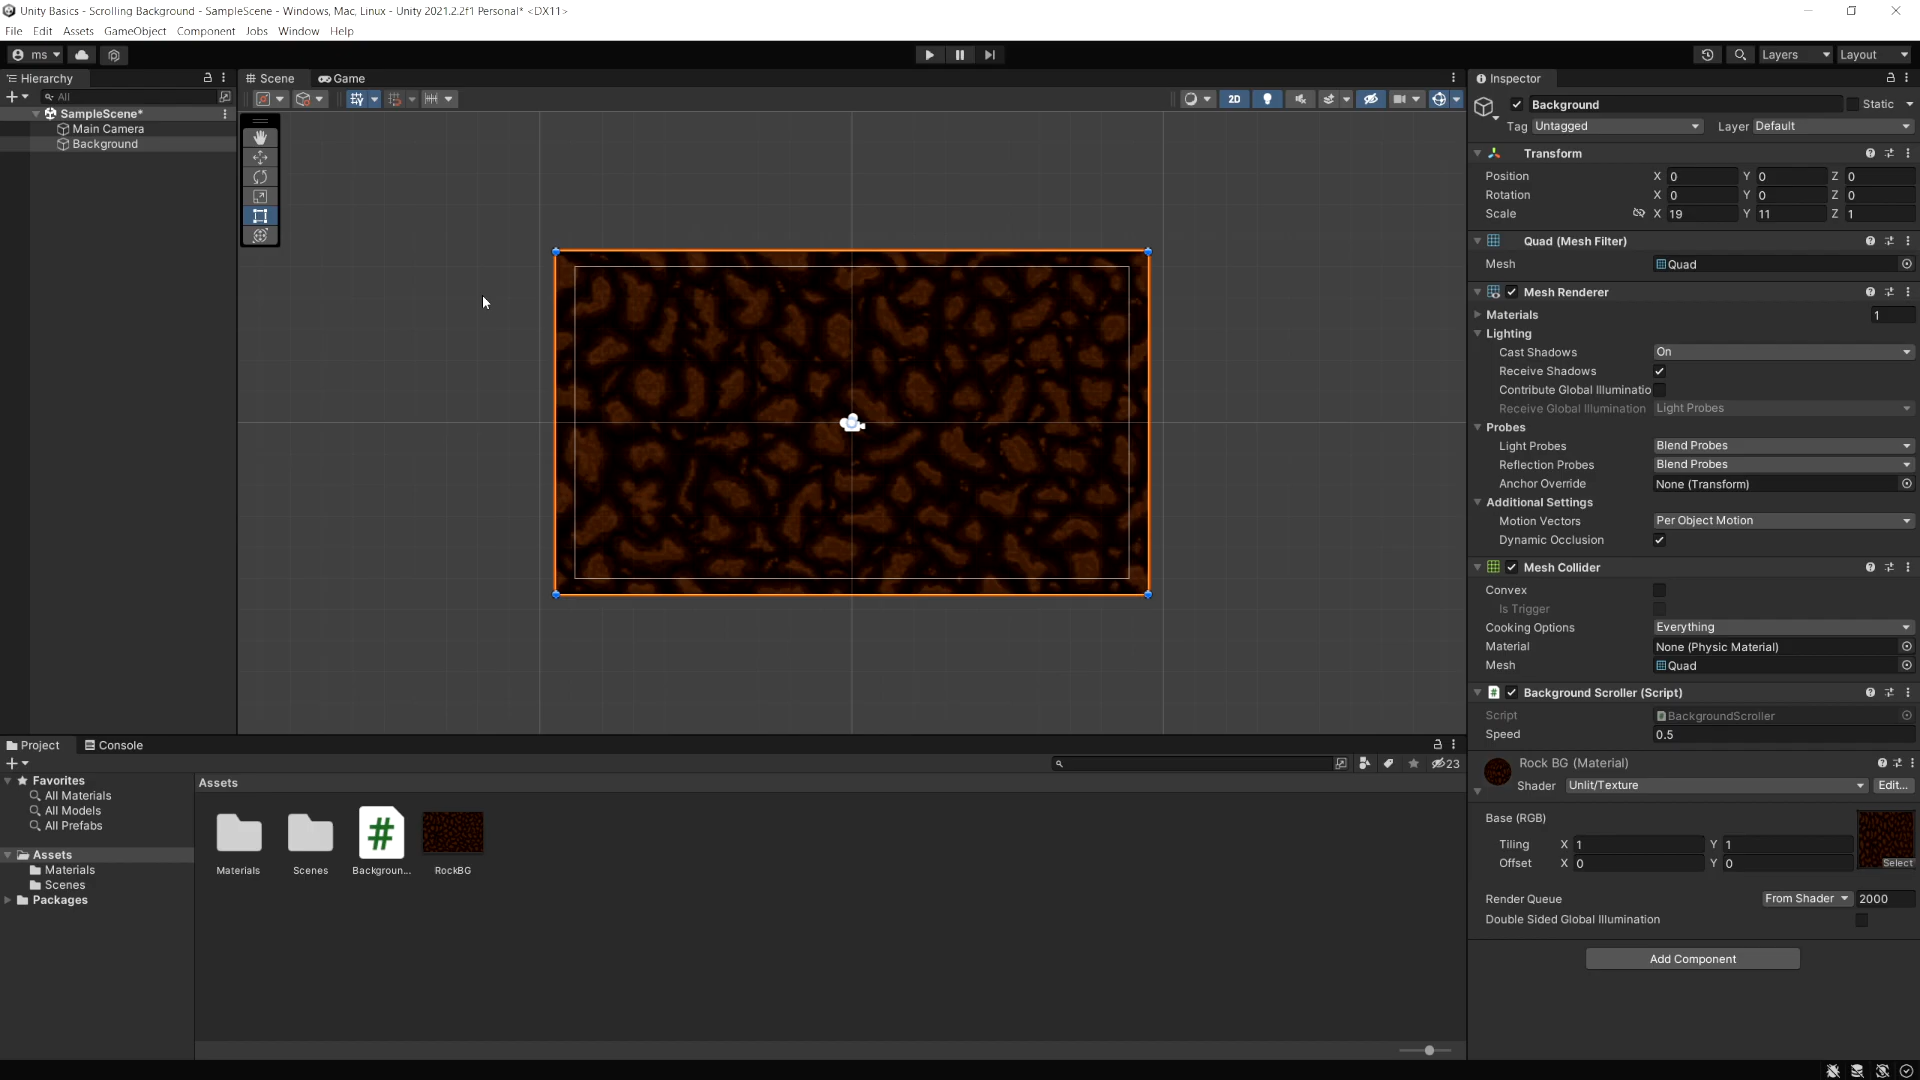 Unity Basics - Scrolling Background - SampleScene - Windows, Mac, Linux - Unity 2021.2.2f1 Personal* <DX11>
File Edit Assets GameObject Component Jobs Window Help
ms
Layers Layout
Hierarchy
All
SampleScene*
Main Camera
Background
Scene Game
2D
Project Console
23
Favorites
All Materials
All Models
All Prefabs
Assets
Materials
Scenes
Packages
Assets
Materials Scenes Backgroun... RockBG
Inspector
Background Static
Tag Untagged Layer Default
Transform
Position X 0 Y 0 Z 0
Rotation X 0 Y 0 Z 0
Scale X 19 Y 11 Z 1
Quad (Mesh Filter)
Mesh Quad
Mesh Renderer
Materials 1
Lighting
Cast Shadows On
Receive Shadows
Contribute Global Illuminatio
Receive Global Illumination Light Probes
Probes
Light Probes Blend Probes
Reflection Probes Blend Probes
Anchor Override None (Transform)
Additional Settings
Motion Vectors Per Object Motion
Dynamic Occlusion
Mesh Collider
Convex
Is Trigger
Cooking Options Everything
Material None (Physic Material)
Mesh Quad
# Background Scroller (Script)
Script BackgroundScroller
Speed 0.5
Rock BG (Material)
Shader Unlit/Texture Edit...
Base (RGB)
Tiling X 1 Y 1
Offset X 0 Y 0
Select
Render Queue From Shader 2000
Double Sided Global Illumination
Add Component